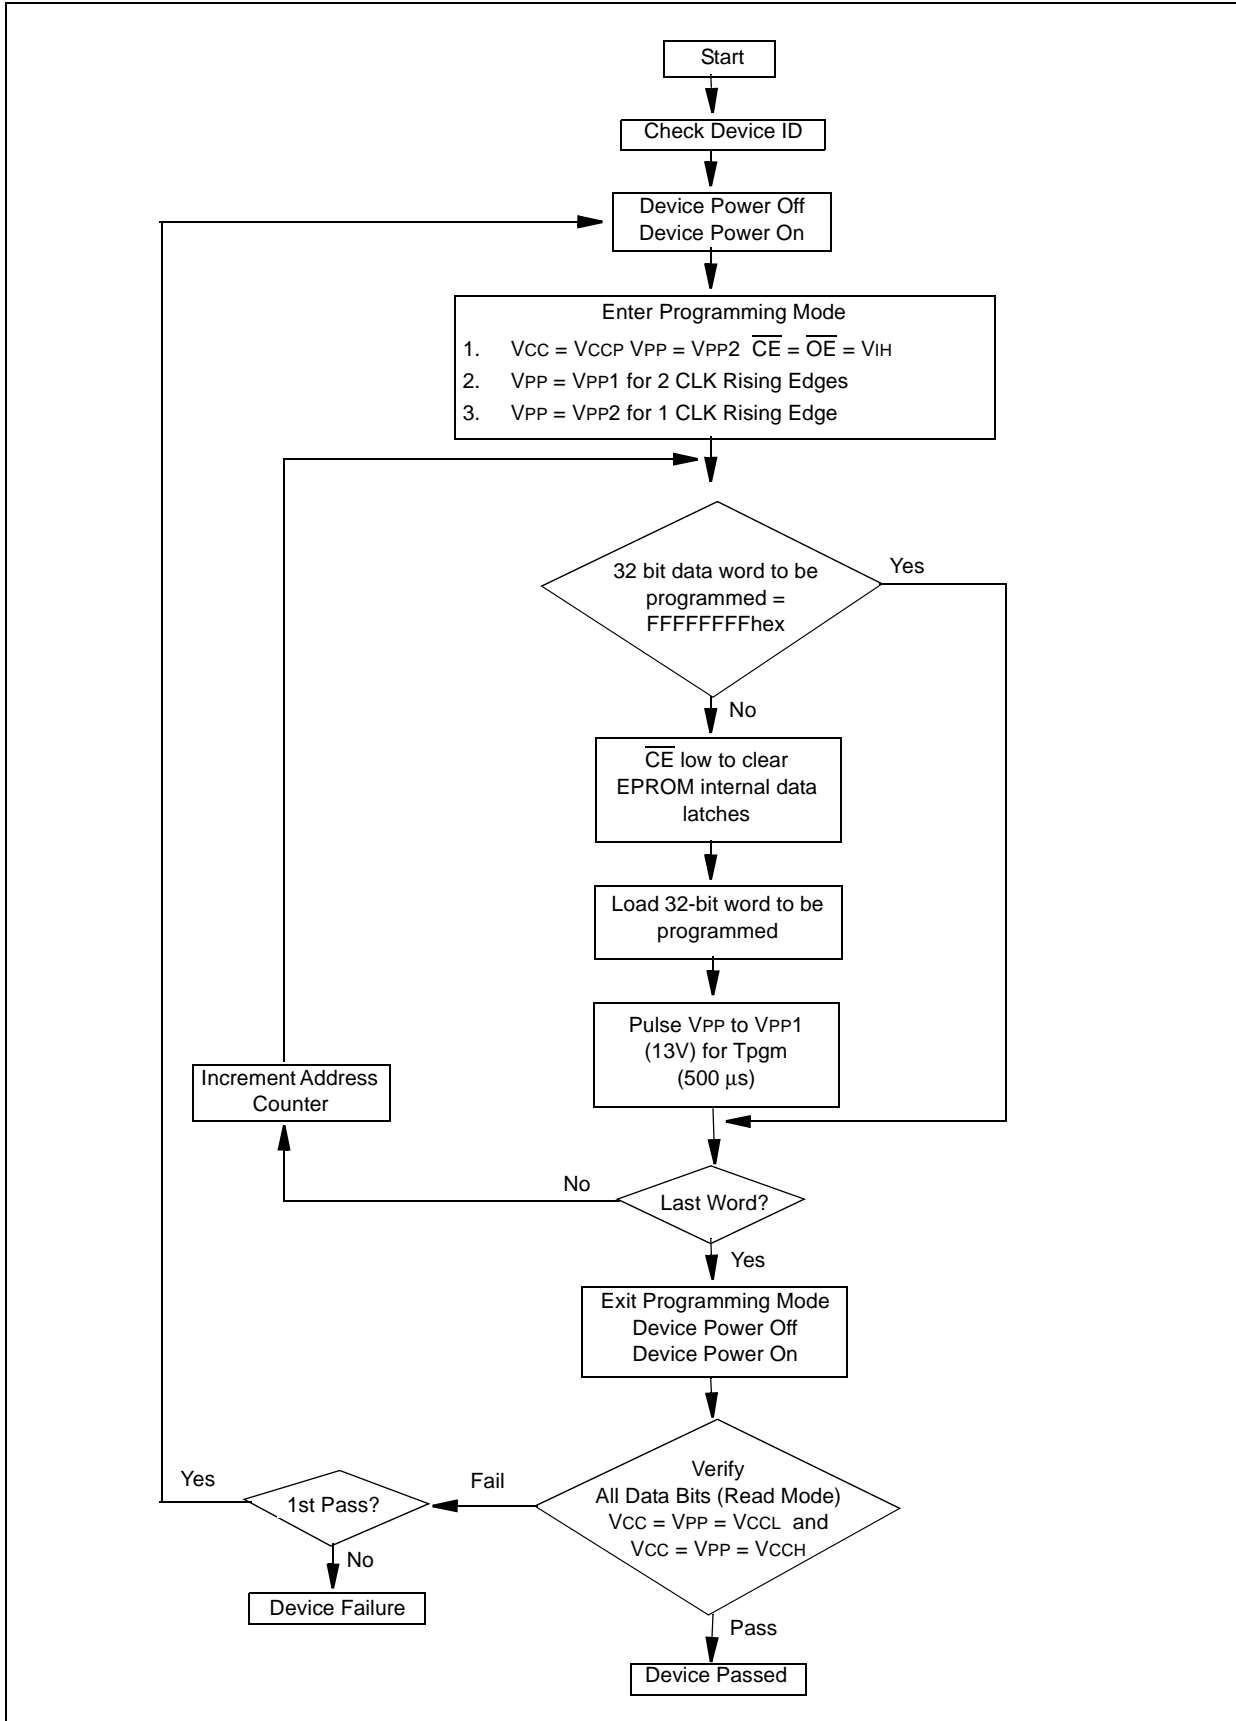 Start
Check Device ID
Device Power Off
Device Power On
Enter Programming Mode
1. VCC = VCCP VPP = VPP2 C̅E̅ = O̅E̅ = VIH
2. VPP = VPP1 for 2 CLK Rising Edges
3. VPP = VPP2 for 1 CLK Rising Edge
32 bit data word to be
programmed =
FFFFFFFFhex
Yes
No
C̅E̅ low to clear
EPROM internal data
latches
Load 32-bit word to be
programmed
Pulse VPP to VPP1
(13V) for Tpgm
(500 μs)
Increment Address
Counter
No
Last Word?
Yes
Exit Programming Mode
Device Power Off
Device Power On
Verify
All Data Bits (Read Mode)
VCC = VPP = VCCL and
VCC = VPP = VCCH
Fail
1st Pass?
Yes
No
Device Failure
Pass
Device Passed